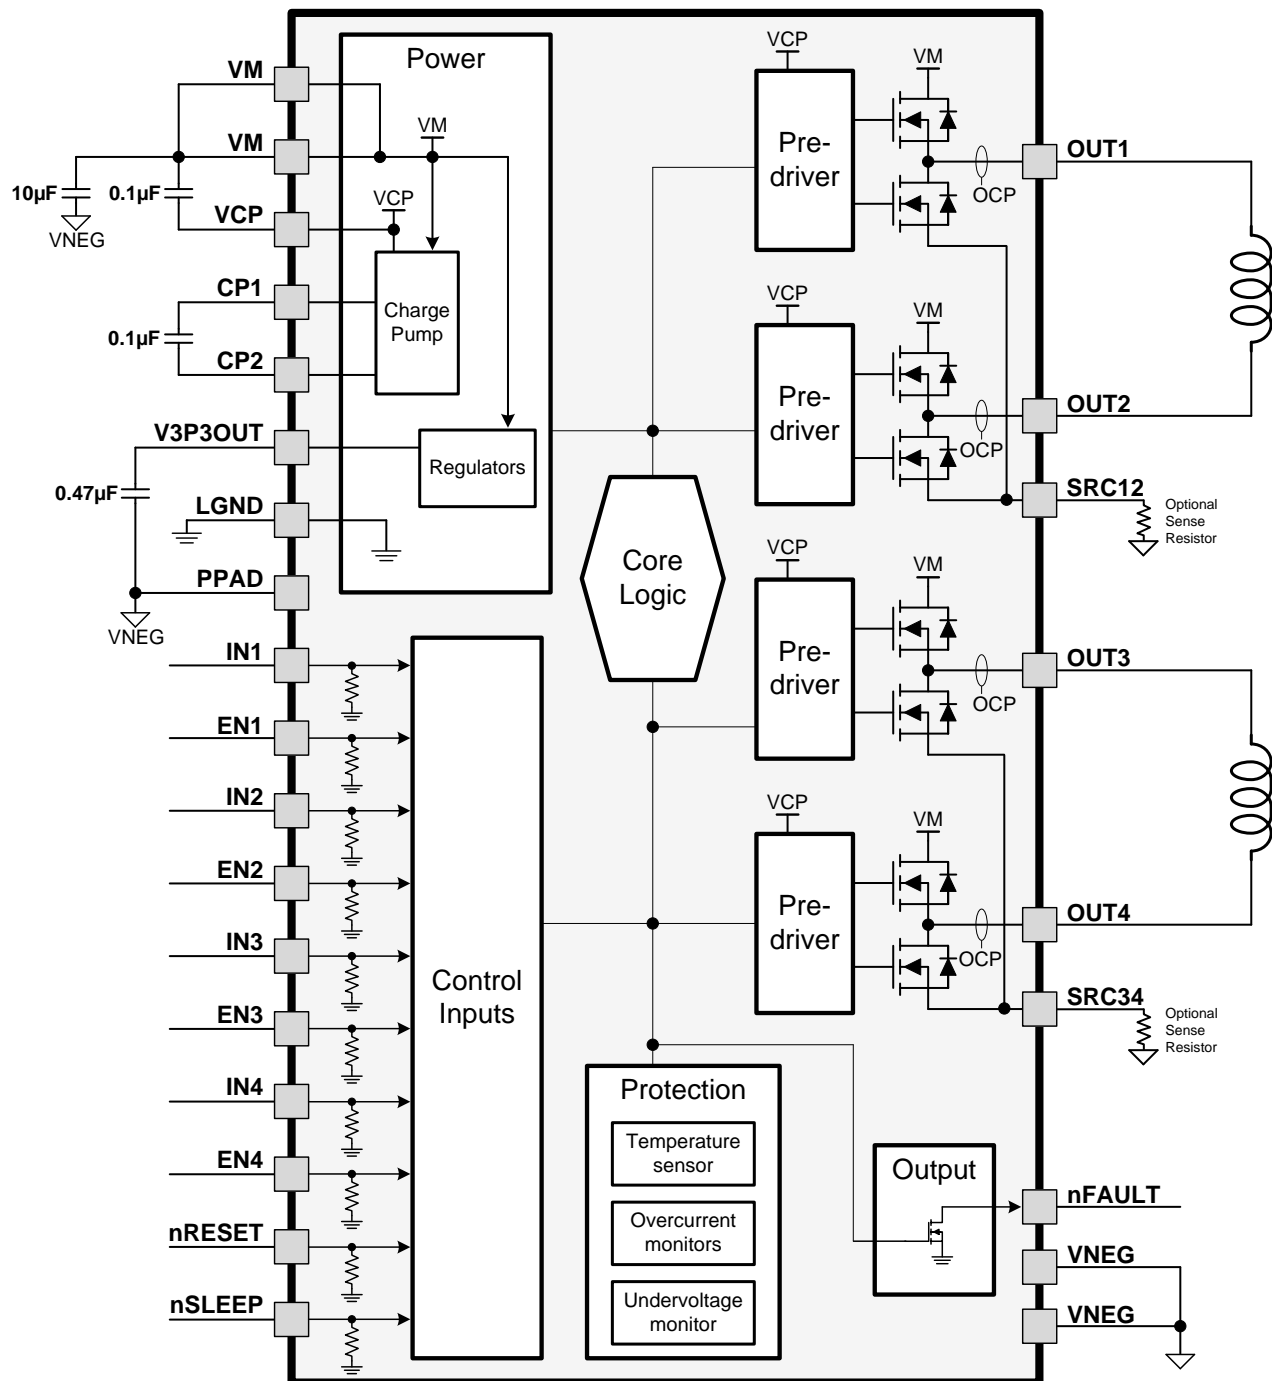 VM
VM
10µF
0.1µF
VNEG
VCP
CP1
0.1µF
CP2
V3P3OUT
0.47µF
LGND
PPAD
VNEG
IN1
EN1
IN2
EN2
IN3
EN3
IN4
EN4
nRESET
nSLEEP
Power
VM
VCP
Charge
Pump
Regulators
Core
Logic
Control
Inputs
Protection
Temperature
sensor
Overcurrent
monitors
Undervoltage
monitor
VCP
Pre-
driver
VM
OCP
VCP
Pre-
driver
VM
OCP
VCP
Pre-
driver
VM
OCP
VCP
Pre-
driver
VM
OCP
Output
OUT1
OUT2
SRC12
Optional
Sense
Resistor
OUT3
OUT4
SRC34
Optional
Sense
Resistor
nFAULT
VNEG
VNEG